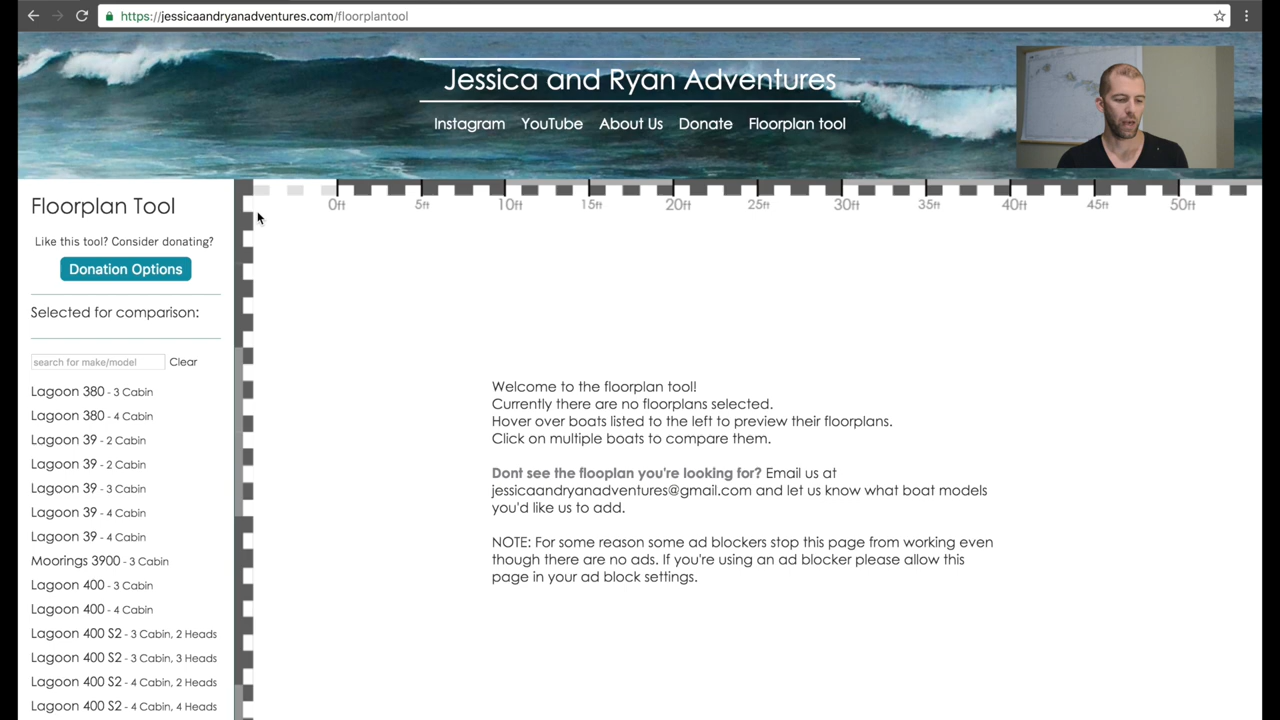 https://jessicaandryanadventures.com/floorplantool
Jessica and Ryan Adventures
Instagram YouTube About Us Donate Floorplan tool
Floorplan Tool
Like this tool? Consider donating?
Donation Options
Selected for comparison:
search for make/model Clear
Lagoon 380 - 3 Cabin
Lagoon 380 - 4 Cabin
Lagoon 39 - 2 Cabin
Lagoon 39 - 2 Cabin
Lagoon 39 - 3 Cabin
Lagoon 39 - 4 Cabin
Lagoon 39 - 4 Cabin
Moorings 3900 - 3 Cabin
Lagoon 400 - 3 Cabin
Lagoon 400 - 4 Cabin
Lagoon 400 S2 - 3 Cabin, 2 Heads
Lagoon 400 S2 - 3 Cabin, 3 Heads
Lagoon 400 S2 - 4 Cabin, 2 Heads
Lagoon 400 S2 - 4 Cabin, 4 Heads
0ft 5ft 10ft 15ft 20ft 25ft 30ft 35ft 40ft 45ft 50ft
Welcome to the floorplan tool!
Currently there are no floorplans selected.
Hover over boats listed to the left to preview their floorplans.
Click on multiple boats to compare them.
Dont see the flooplan you're looking for? Email us at
jessicaandryanadventures@gmail.com and let us know what boat models
you'd like us to add.
NOTE: For some reason some ad blockers stop this page from working even
though there are no ads. If you're using an ad blocker please allow this
page in your ad block settings.